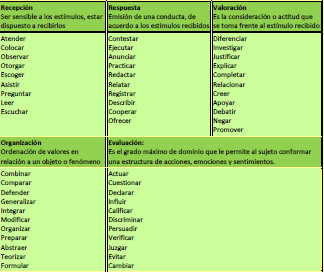 Recepción
Ser sensible a los estímulos, estar
dispuesto a recibirlos
Respuesta
Emisión de una conducta, de
acuerdo a los estímulos recibidos
Valoración
Es la consideración o actitud que
se toma frente al estímulo recibido
Atender
Colocar
Observar
Otorgar
Escoger
Asistir
Preguntar
Leer
Escuchar
Contestar
Ejecutar
Anunciar
Practicar
Redactar
Relatar
Registrar
Describir
Cooperar
Ofrecer
Diferenciar
Investigar
Justificar
Explicar
Completar
Relacionar
Creer
Apoyar
Debatir
Negar
Promover
Organización
Ordenación de valores en
relación a un objeto o fenómeno
Evaluación:
Es el grado máximo de dominio que le permite al sujeto conformar
una estructura de acciones, emociones y sentimientos.
Combinar
Comparar
Defender
Generalizar
Integrar
Modificar
Organizar
Preparar
Abstraer
Teorizar
Formular
Actuar
Cuestionar
Declarar
Influir
Calificar
Discriminar
Persuadir
Verificar
Juzgar
Evitar
Cambiar